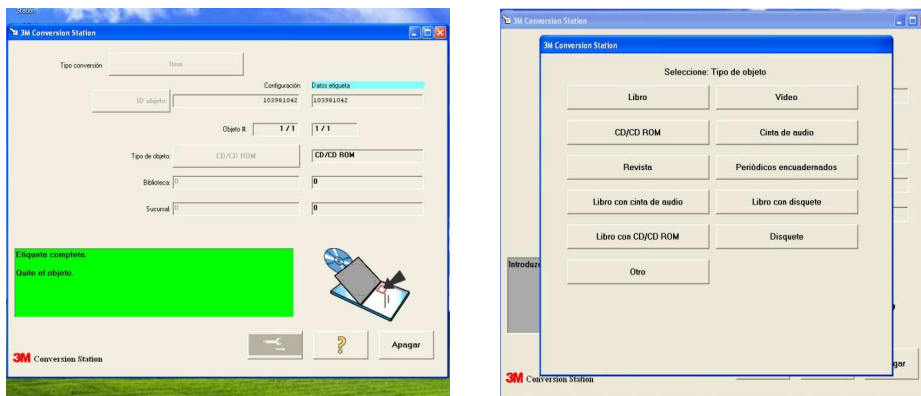 Station
3M Conversion Station
Tipo conversión
Item
Configuración Datos etiqueta
ID objeto: 103981042 103981042
Objeto #: 1 / 1 1 / 1
Tipo de objeto: CD/CD ROM CD/CD ROM
Biblioteca: 0 0
Sucursal: 0 0
Etiqueta completa.
Quite el objeto.
?
Apagar
3M Conversion Station
3M Conversion Station
3M Conversion Station
Seleccione: Tipo de objeto
Libro Vídeo
CD/CD ROM Cinta de audio
Revista Periódicos encuadernados
Libro con cinta de audio Libro con disquete
Libro con CD/CD ROM Disquete
Otro
Introduz
gar
3M Conversion Station